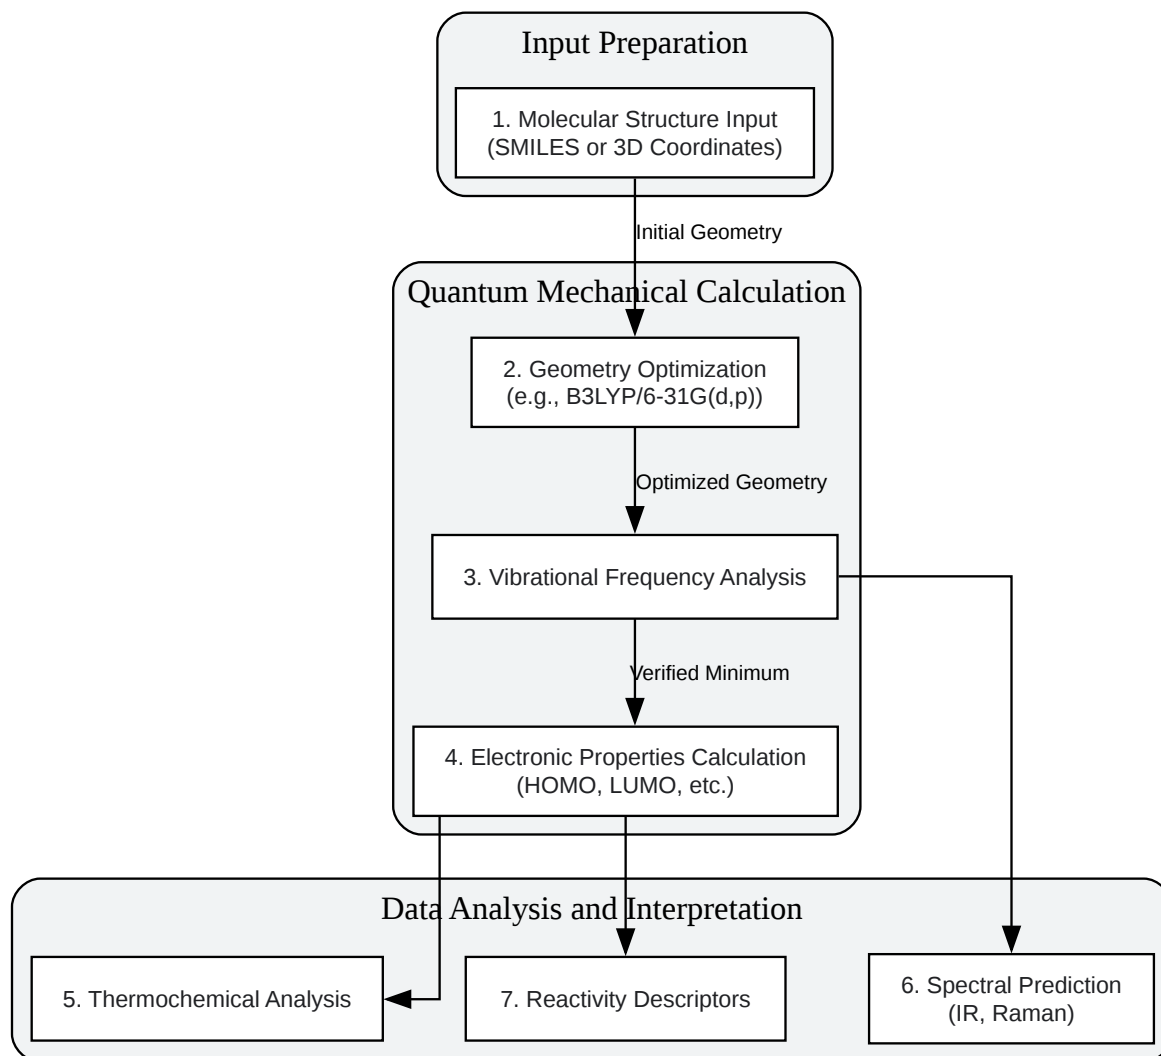 Input Preparation
1. Molecular Structure Input
(SMILES or 3D Coordinates)
Initial Geometry
Quantum Mechanical Calculation
2. Geometry Optimization
(e.g., B3LYP/6-31G(d,p))
Optimized Geometry
3. Vibrational Frequency Analysis
Verified Minimum
4. Electronic Properties Calculation
(HOMO, LUMO, etc.)
Data Analysis and Interpretation
5. Thermochemical Analysis
7. Reactivity Descriptors
6. Spectral Prediction
(IR, Raman)